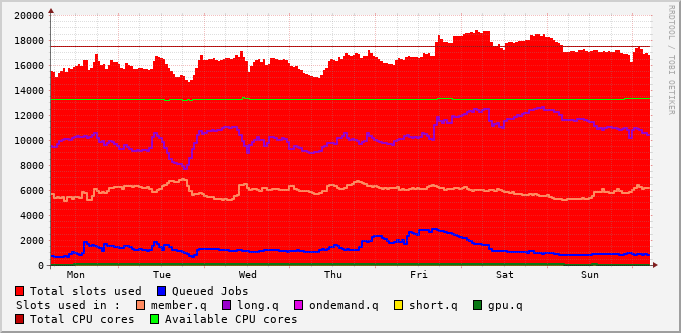 RRDTOOL / TOBI OETIKER
20000
18000
16000
14000
12000
10000
8000
6000
4000
2000
0
Mon Tue Wed Thu Fri Sat Sun
Total slots used Queued Jobs
Slots used in : member.q long.q ondemand.q short.q gpu.q
Total CPU cores Available CPU cores